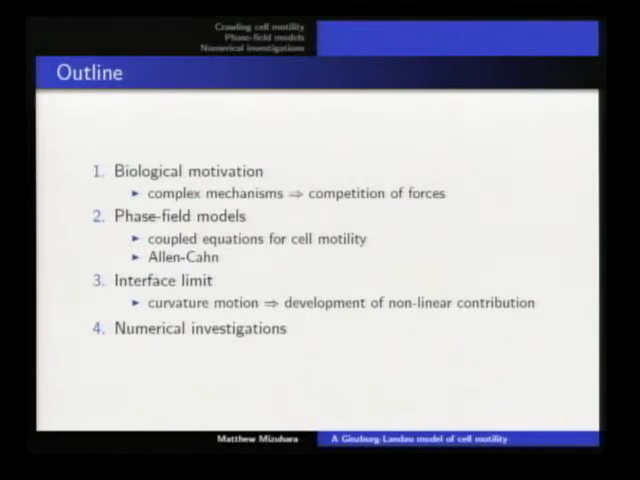 Crawling cell motility
Phase-field models
Numerical investigations
Outline
1. Biological motivation
▶ complex mechanisms ⇒ competition of forces
2. Phase-field models
▶ coupled equations for cell motility
▶ Allen-Cahn
3. Interface limit
▶ curvature motion ⇒ development of non-linear contribution
4. Numerical investigations
Matthew Mizuhara
A Ginzburg-Landau model of cell motility